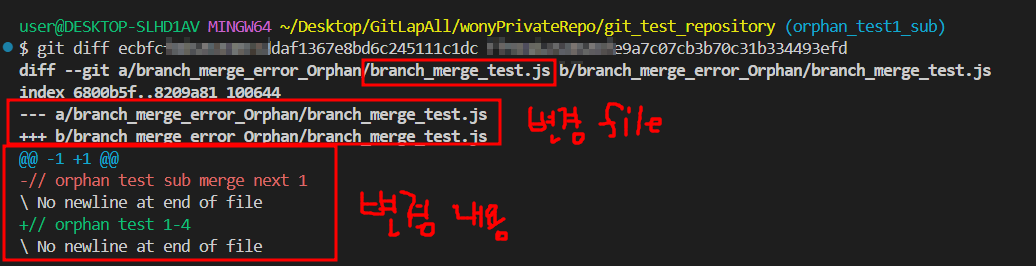 user@DESKTOP-SLHD1AV MINGW64 ~/Desktop/GitLapAll/wonyPrivateRepo/git_test_repository (orphan_test1_sub)
$ git diff ecbfc ddaf1367e8bd6c245111c1dc e9a7c07cb3b70c31b334493efd
diff --git a/branch_merge_error_Orphan/branch_merge_test.js b/branch_merge_error_Orphan/branch_merge_test.js
index 6800b5f..8209a81 100644
--- a/branch_merge_error_Orphan/branch_merge_test.js
+++ b/branch_merge_error_Orphan/branch_merge_test.js
변경 file
@@ -1 +1 @@
-// orphan test sub merge next 1
\ No newline at end of file
+// orphan test 1-4
\ No newline at end of file
변경 내용